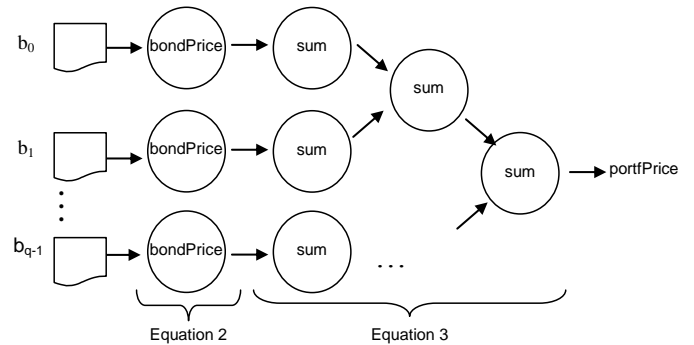 b0 bondPrice sum
sum
b1 bondPrice sum
sum portfPrice
bq-1 bondPrice sum ...
Equation 2 Equation 3